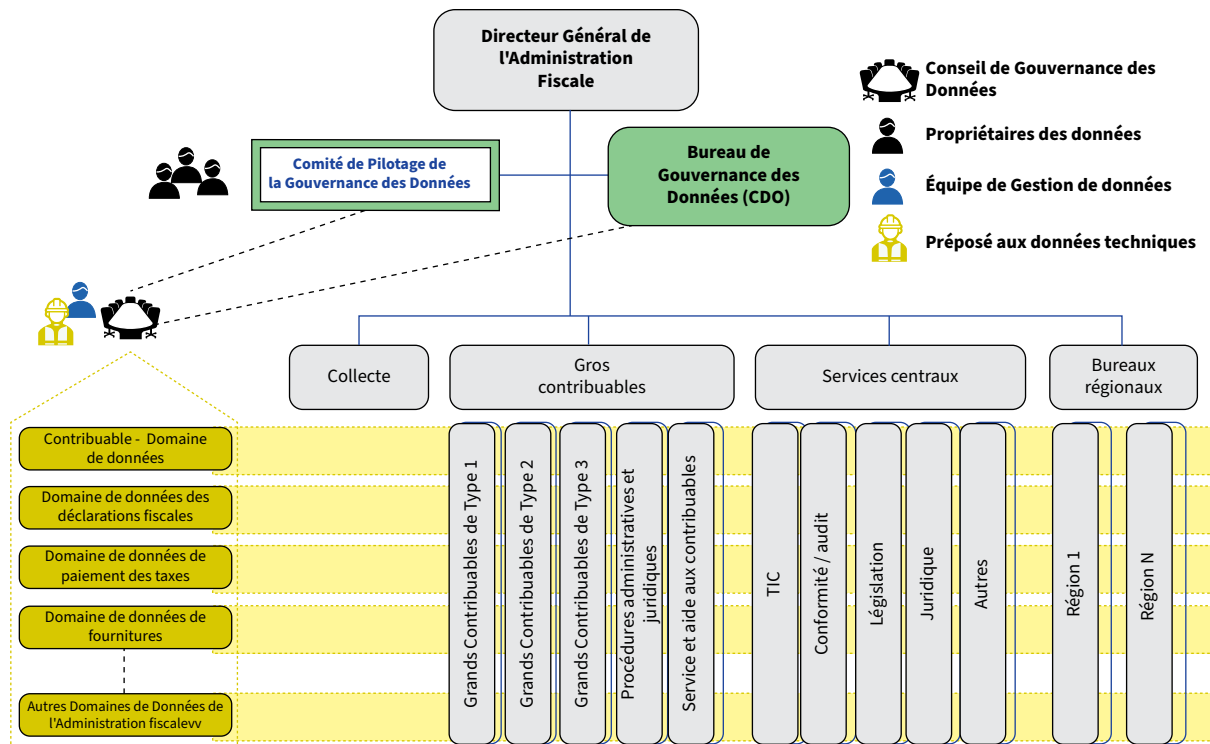 Directeur Général de
l'Administration
Fiscale
Comité de Pilotage de
la Gouvernance des Données
Bureau de
Gouvernance des
Données (CDO)
Conseil de Gouvernance des
Données
Propriétaires des données
Équipe de Gestion de données
Préposé aux données techniques
Collecte
Gros
contribuables
Services centraux
Bureaux
régionaux
Contribuable - Domaine
de données
Domaine de données des
déclarations fiscales
Domaine de données de
paiement des taxes
Domaine de données de
fournitures
Autres Domaines de Données de
l'Administration fiscalevv
Grands Contribuables de Type 1
Grands Contribuables de Type 2
Grands Contribuables de Type 3
Procédures administratives et
juridiques
Service et aide aux contribuables
TIC
Conformité / audit
Législation
Juridique
Autres
Région 1
Région N